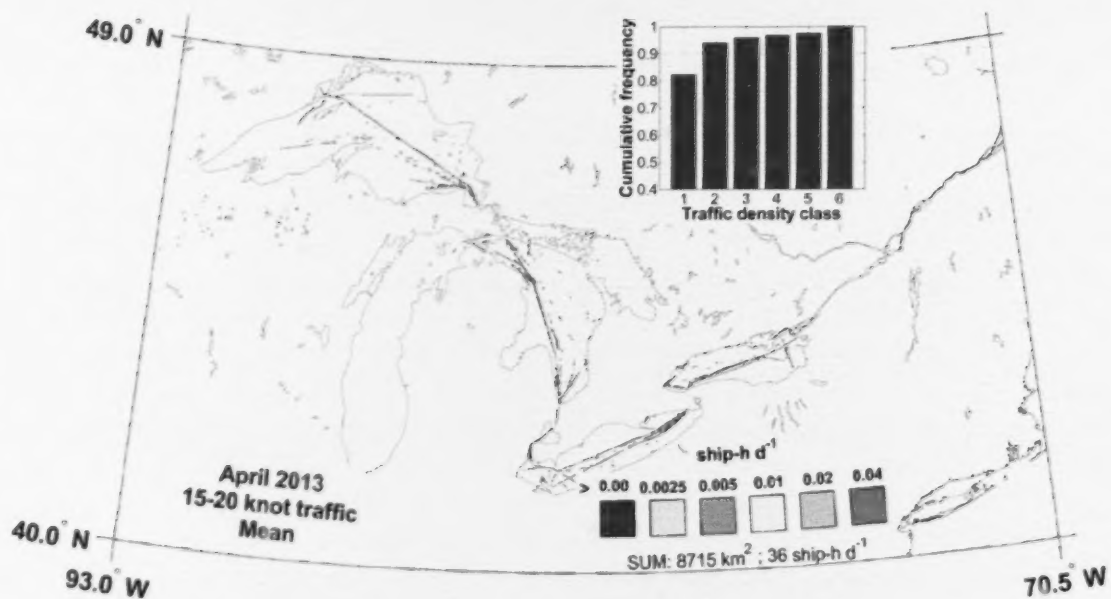 49.0° N
Cumulative frequency
1
0.9
0.8
0.7
0.6
0.5
0.4
1 2 3 4 5 6
Traffic density class
April 2013
15-20 knot traffic
Mean
ship-h d⁻¹
> 0.00 0.0025 0.005 0.01 0.02 0.04
SUM: 8715 km² ; 36 ship-h d⁻¹
40.0° N
93.0° W
70.5° W